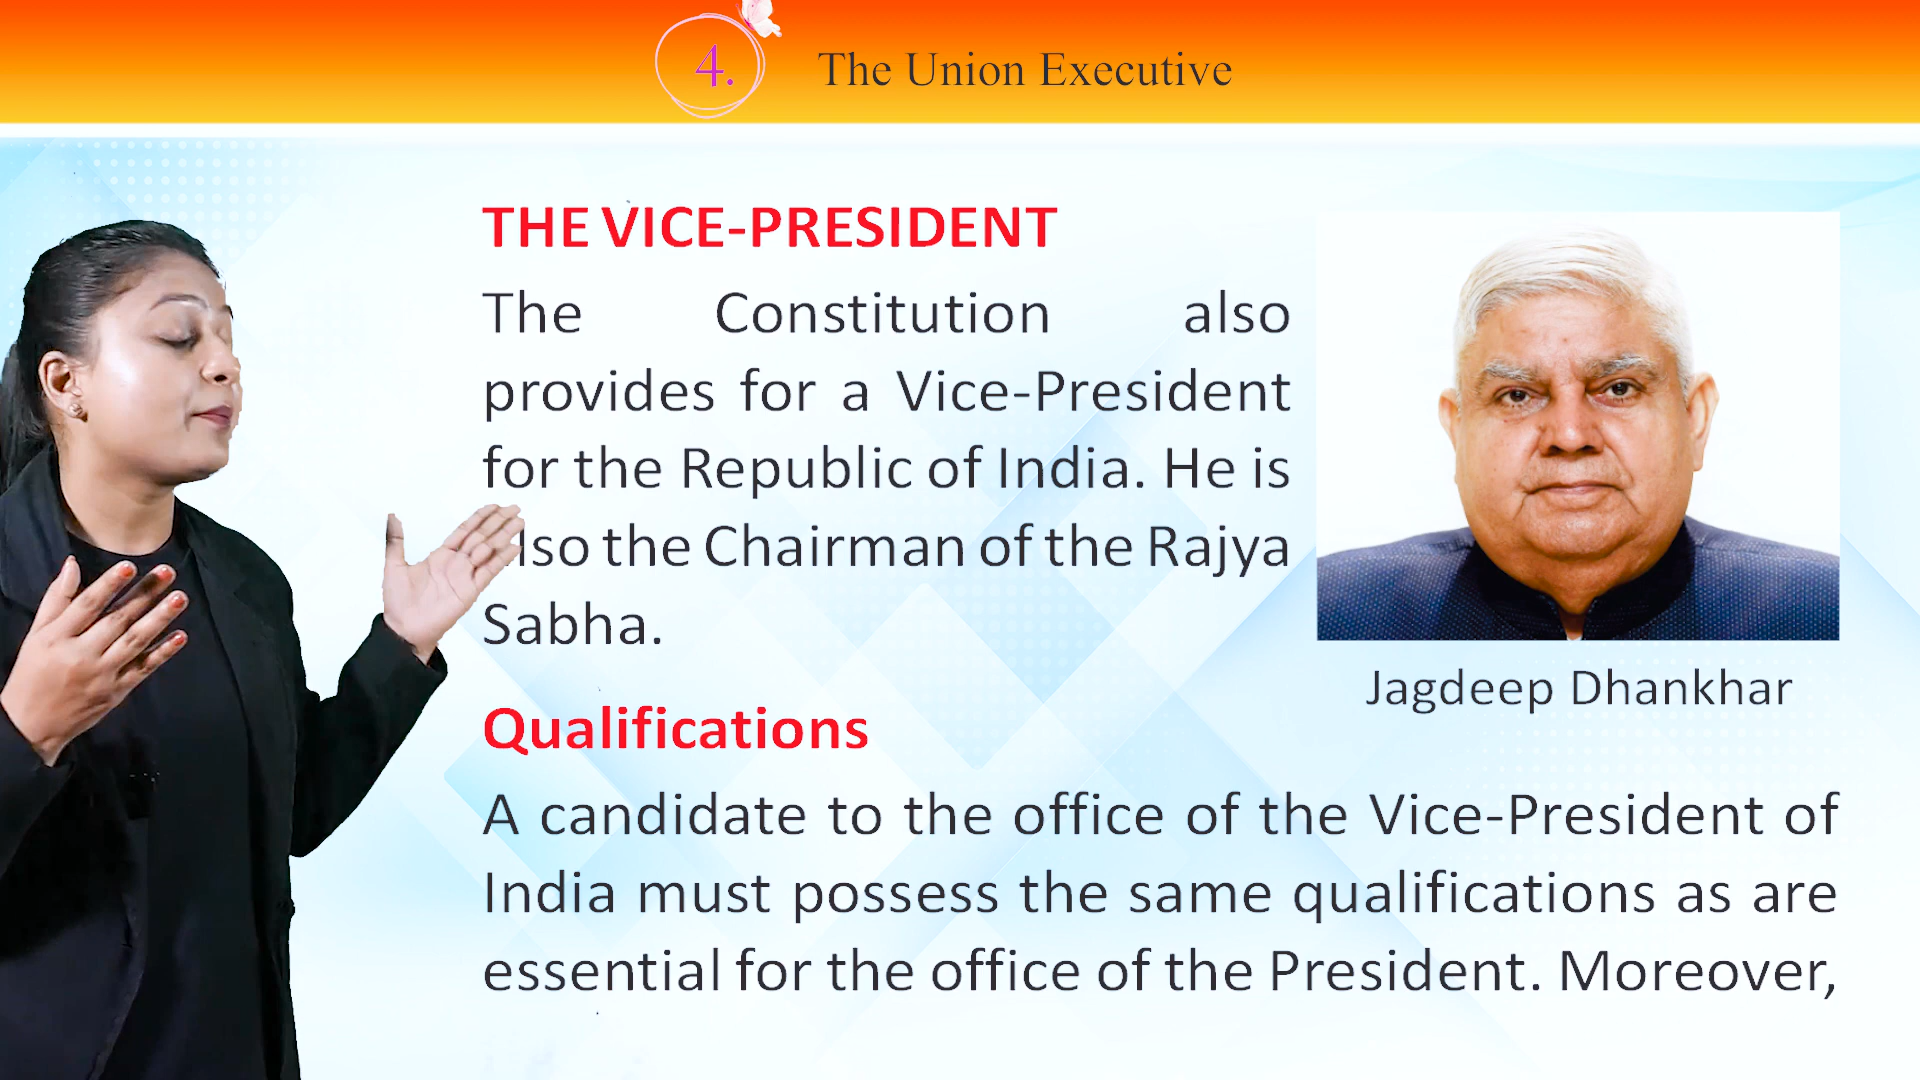 4. The Union Executive
THE VICE-PRESIDENT
The Constitution also
provides for a Vice-President
for the Republic of India. He is
lso the Chairman of the Rajya
Sabha.
Jagdeep Dhankhar
Qualifications
A candidate to the office of the Vice-President of
India must possess the same qualifications as are
essential for the office of the President. Moreover,